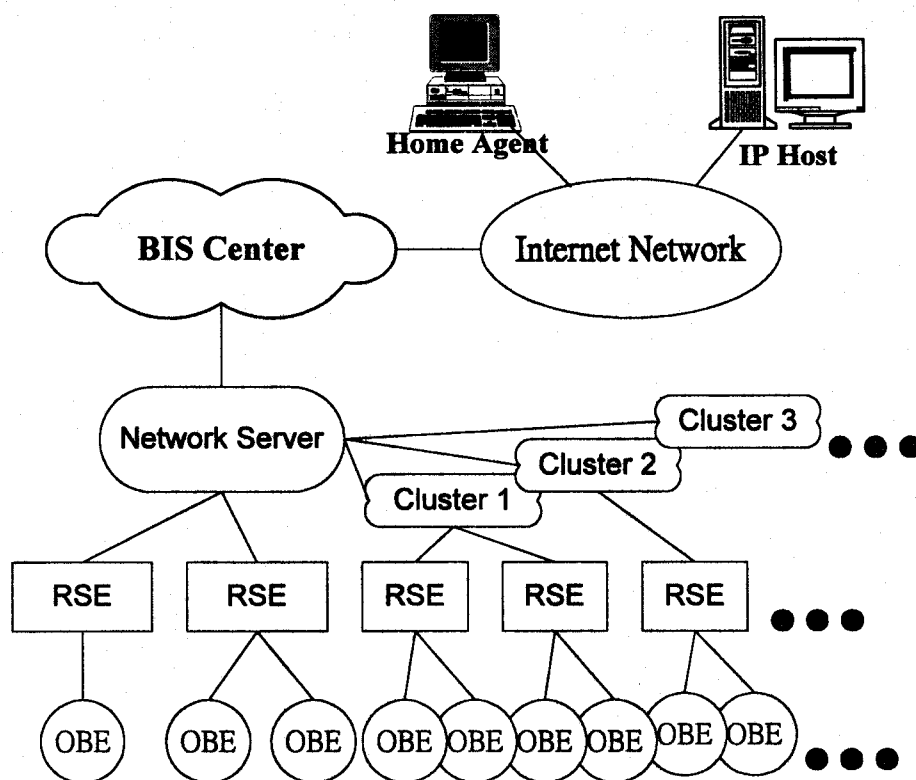 Home Agent
IP Host
BIS Center
Internet Network
Network Server
Cluster 3
Cluster 2
Cluster 1
RSE RSE RSE RSE RSE
OBE OBE OBE OBE OBE OBE OBE OBE OBE